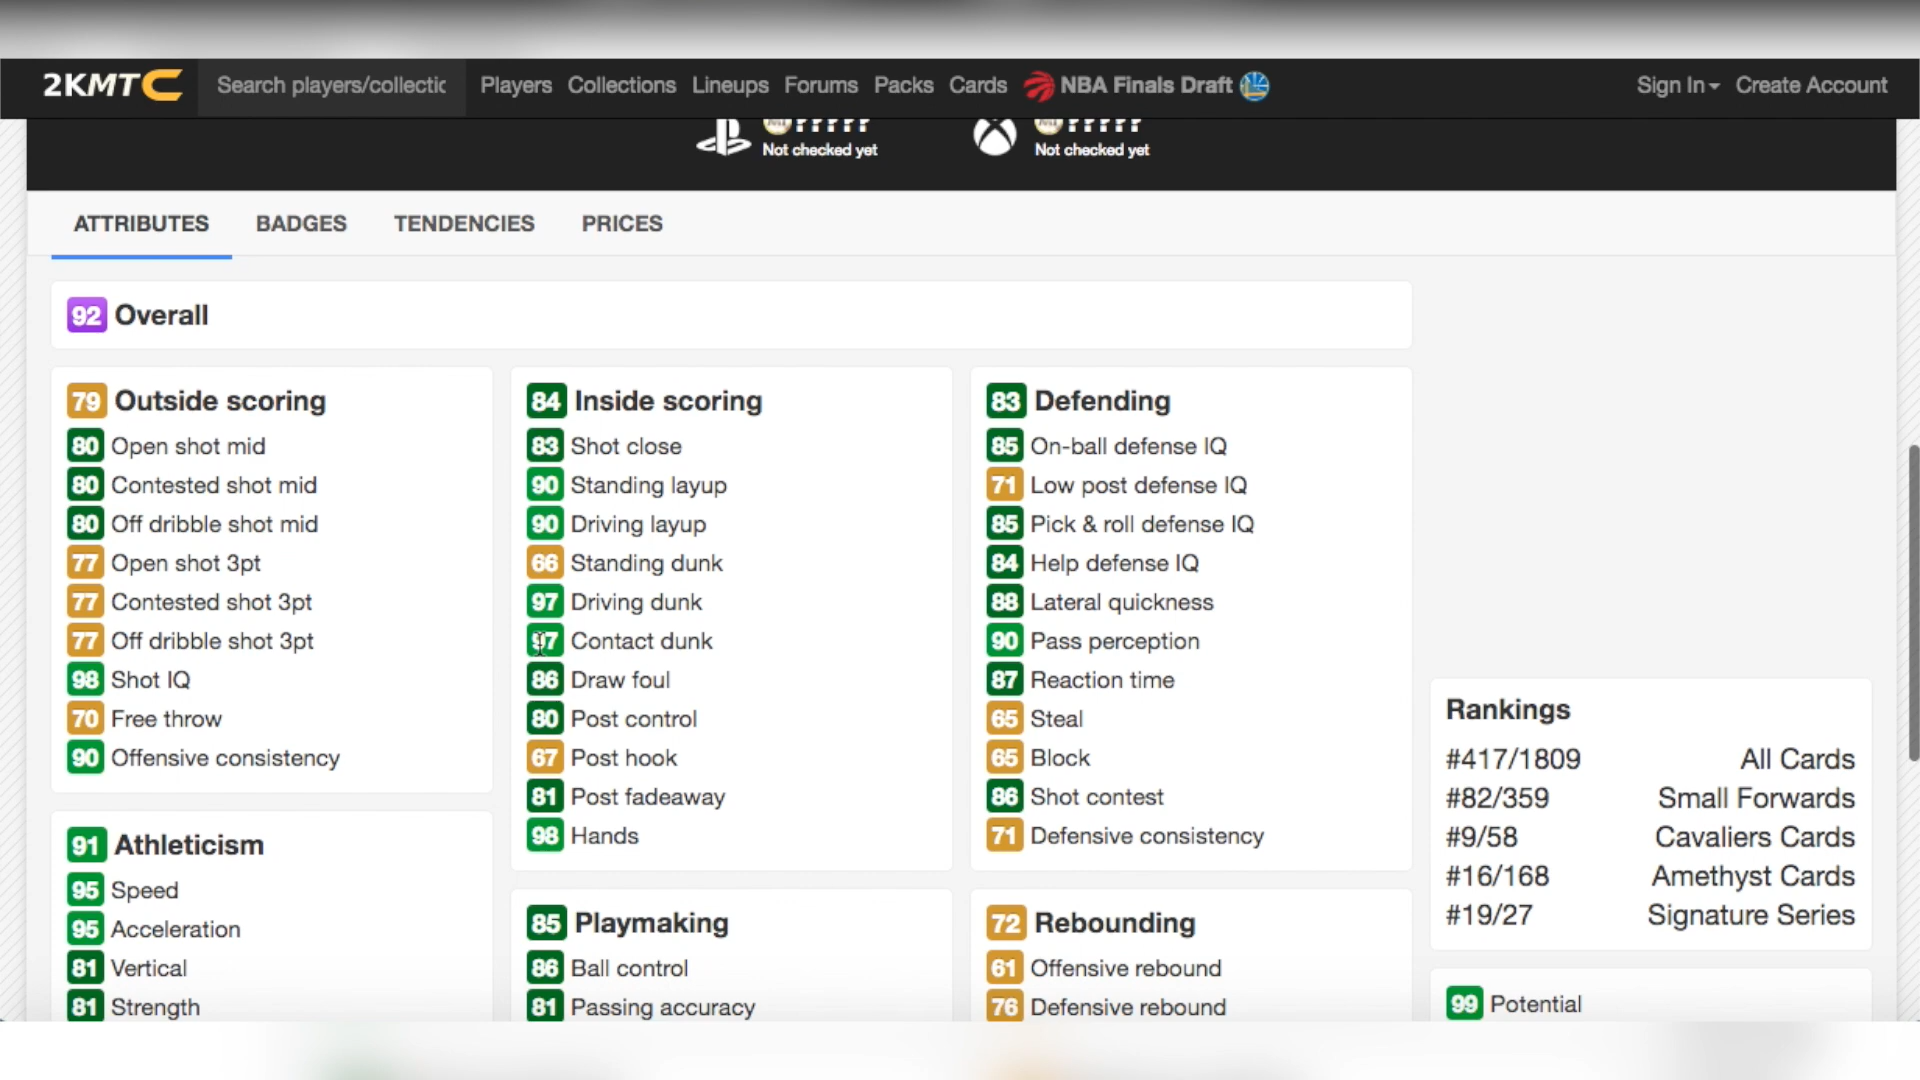 2KMTC Search players/collectic Players Collections Lineups Forums Packs Cards NBA Finals Draft Sign In Create Account
????? ?????
Not checked yet Not checked yet
ATTRIBUTES BADGES TENDENCIES PRICES
92 Overall
79 Outside scoring
80 Open shot mid
80 Contested shot mid
80 Off dribble shot mid
77 Open shot 3pt
77 Contested shot 3pt
77 Off dribble shot 3pt
98 Shot IQ
70 Free throw
90 Offensive consistency
91 Athleticism
95 Speed
95 Acceleration
81 Vertical
81 Strength
84 Inside scoring
83 Shot close
90 Standing layup
90 Driving layup
66 Standing dunk
97 Driving dunk
97 Contact dunk
86 Draw foul
80 Post control
67 Post hook
81 Post fadeaway
98 Hands
85 Playmaking
86 Ball control
81 Passing accuracy
83 Defending
85 On-ball defense IQ
71 Low post defense IQ
85 Pick & roll defense IQ
84 Help defense IQ
88 Lateral quickness
90 Pass perception
87 Reaction time
65 Steal
65 Block
86 Shot contest
71 Defensive consistency
72 Rebounding
61 Offensive rebound
76 Defensive rebound
Rankings
#417/1809 All Cards
#82/359 Small Forwards
#9/58 Cavaliers Cards
#16/168 Amethyst Cards
#19/27 Signature Series
99 Potential